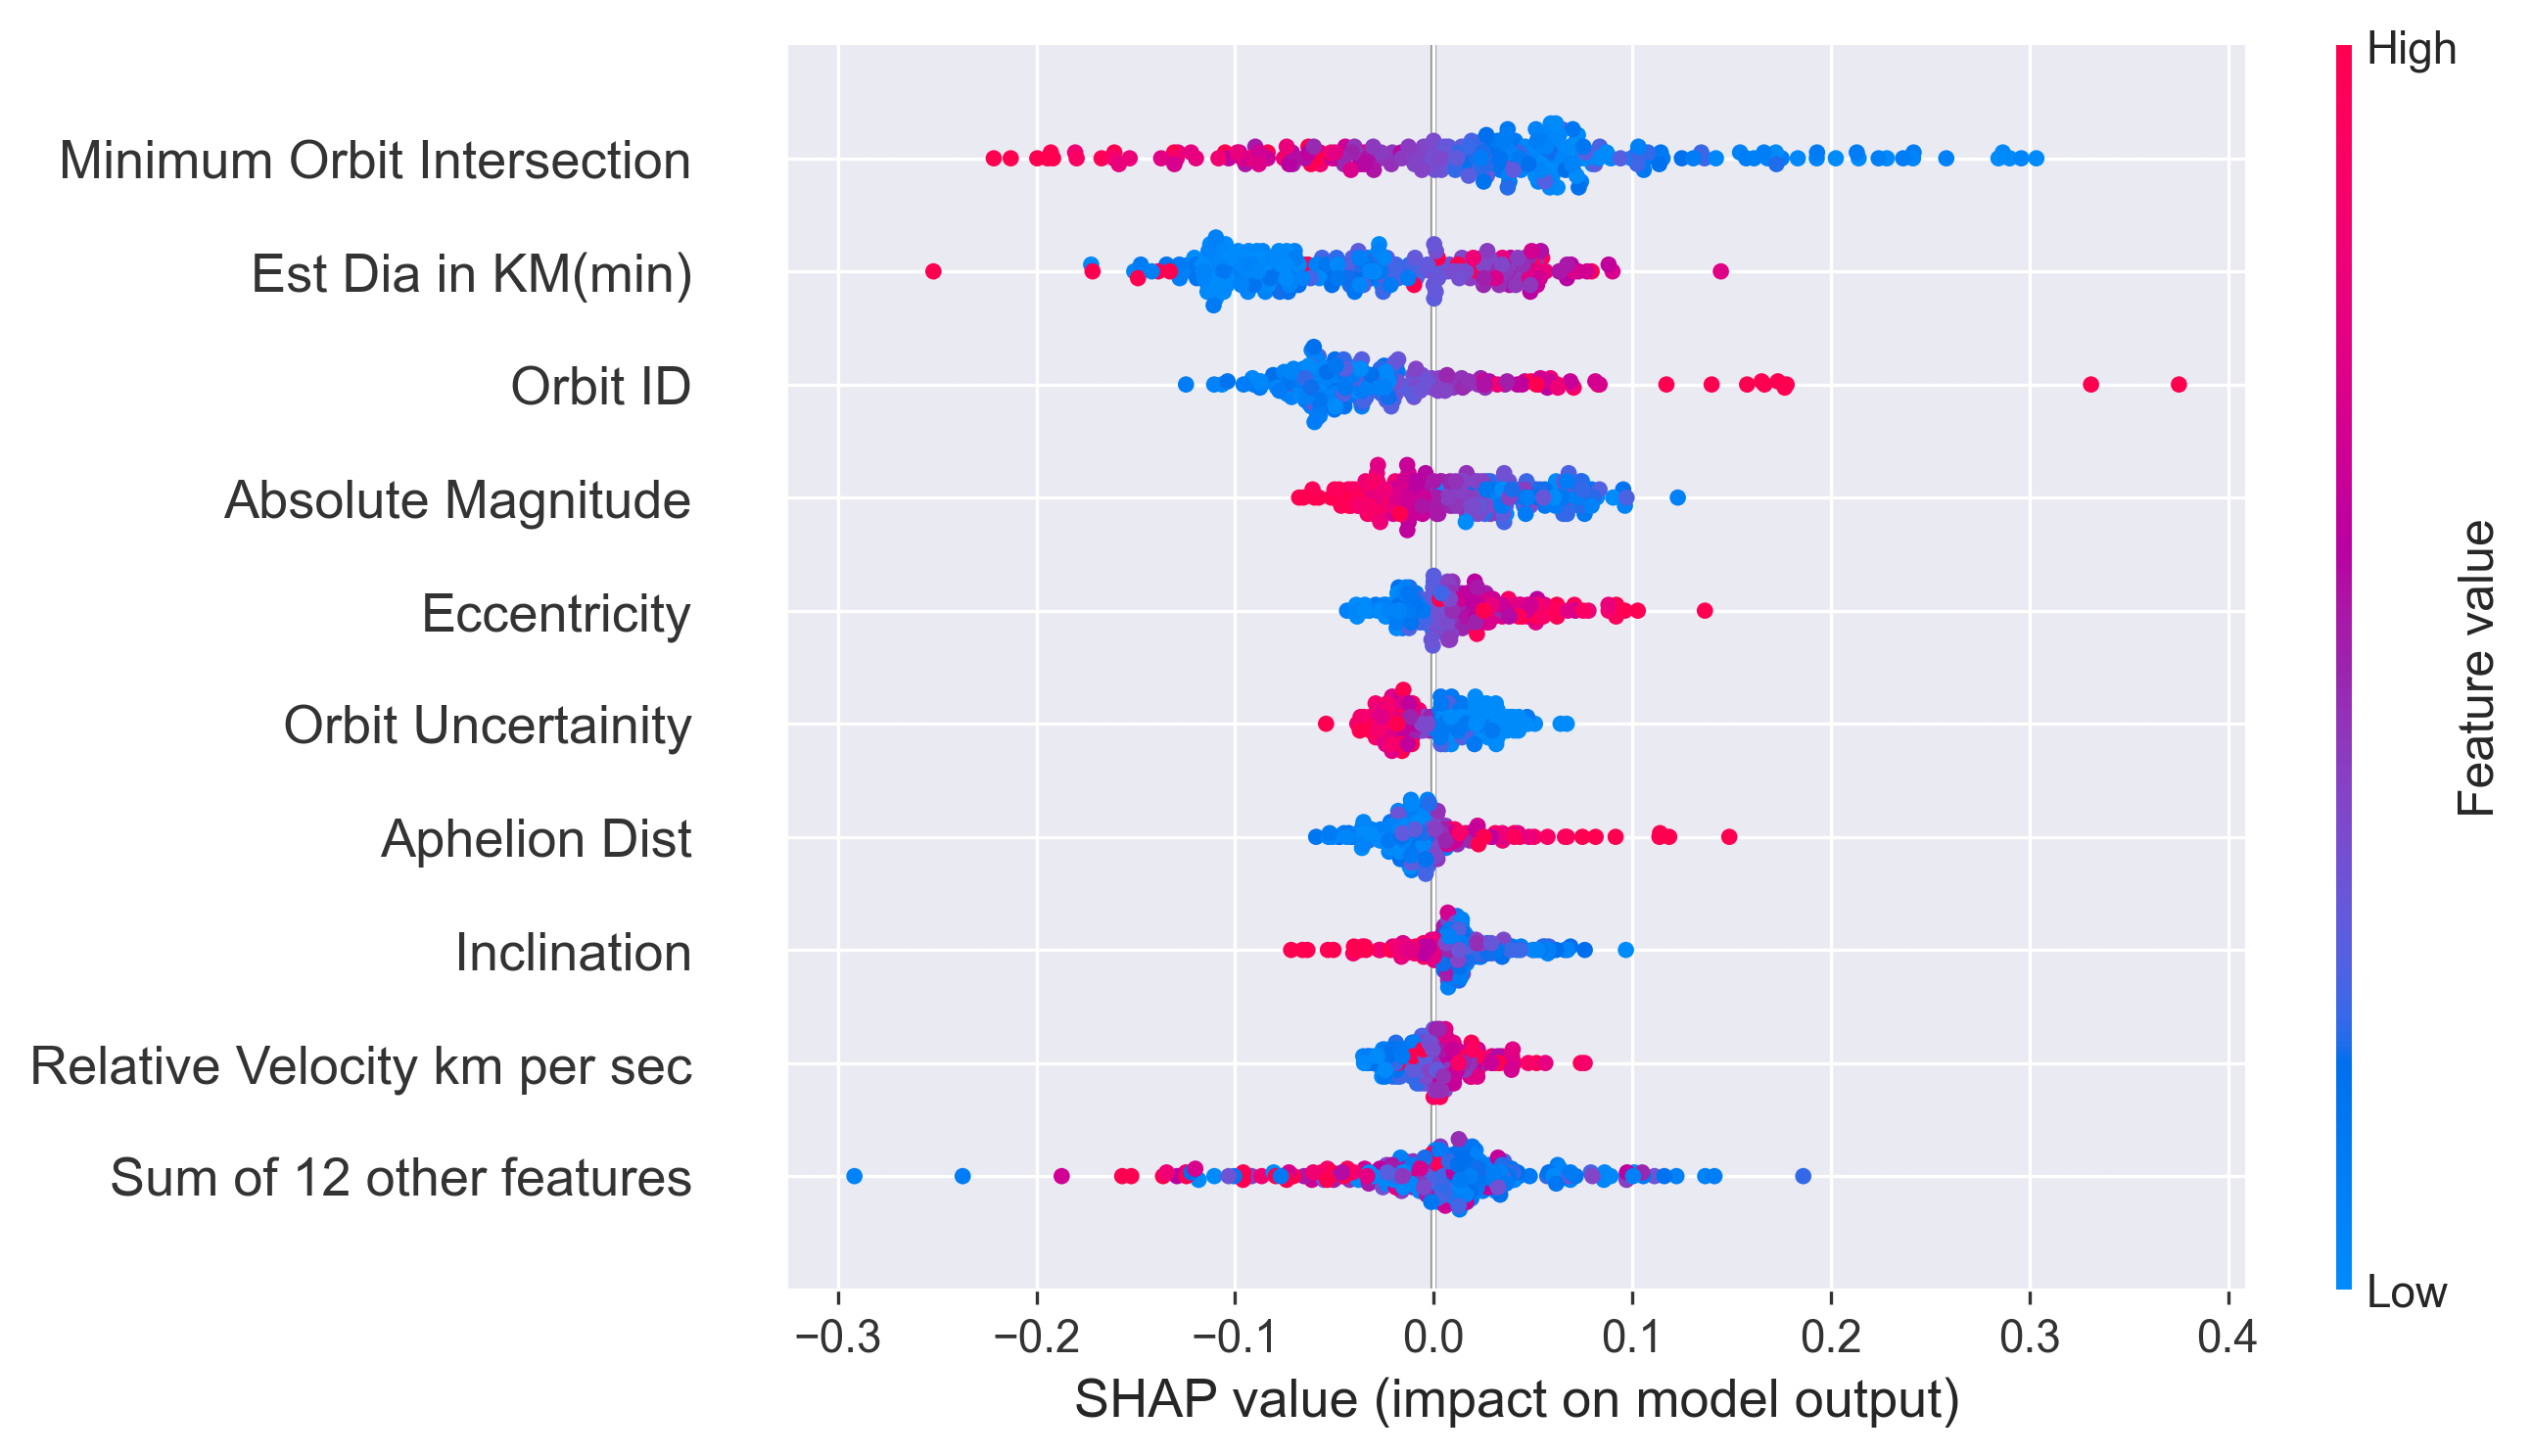 High
Minimum Orbit Intersection
Est Dia in KM(min)
Orbit ID
Absolute Magnitude
Eccentricity
Orbit Uncertainity
Aphelion Dist
Inclination
Relative Velocity km per sec
Sum of 12 other features
Feature value
Low
−0.3 −0.2 −0.1 0.0 0.1 0.2 0.3 0.4
SHAP value (impact on model output)